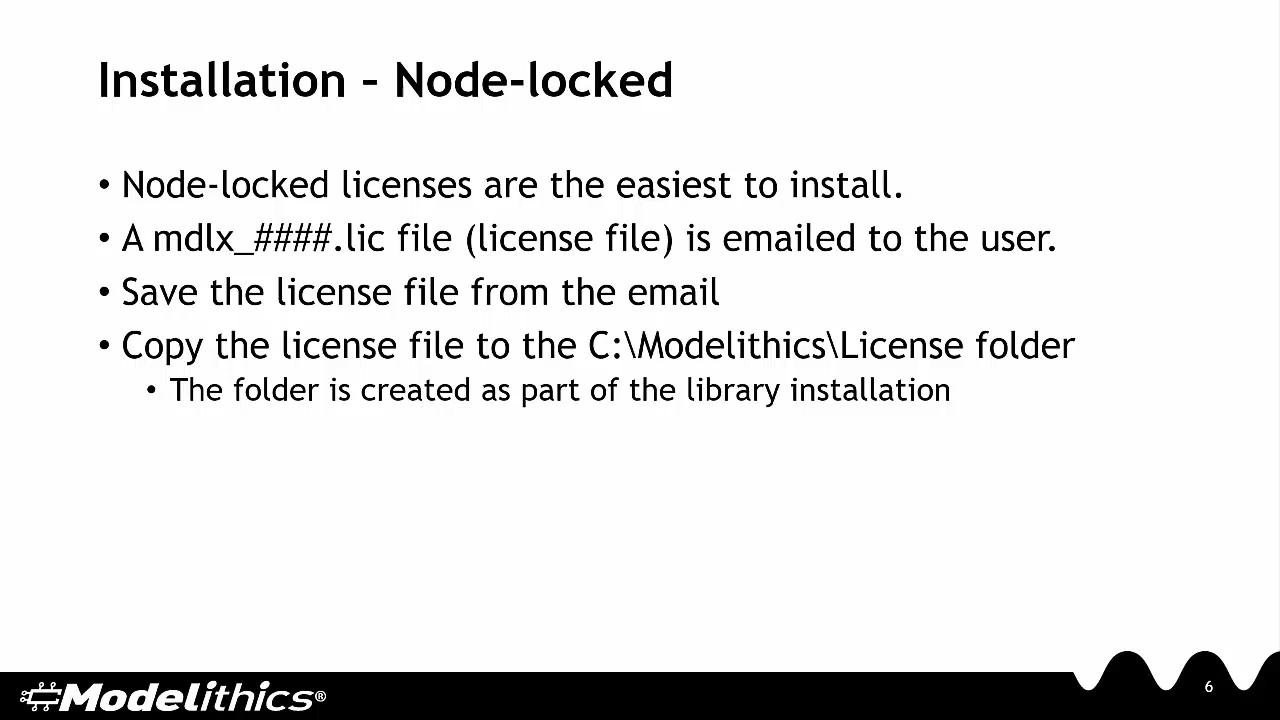 Installation – Node-locked
• Node-locked licenses are the easiest to install.
• A mdlx_####.lic file (license file) is emailed to the user.
• Save the license file from the email
• Copy the license file to the C:\Modelithics\License folder
• The folder is created as part of the library installation
Modelithics®
6